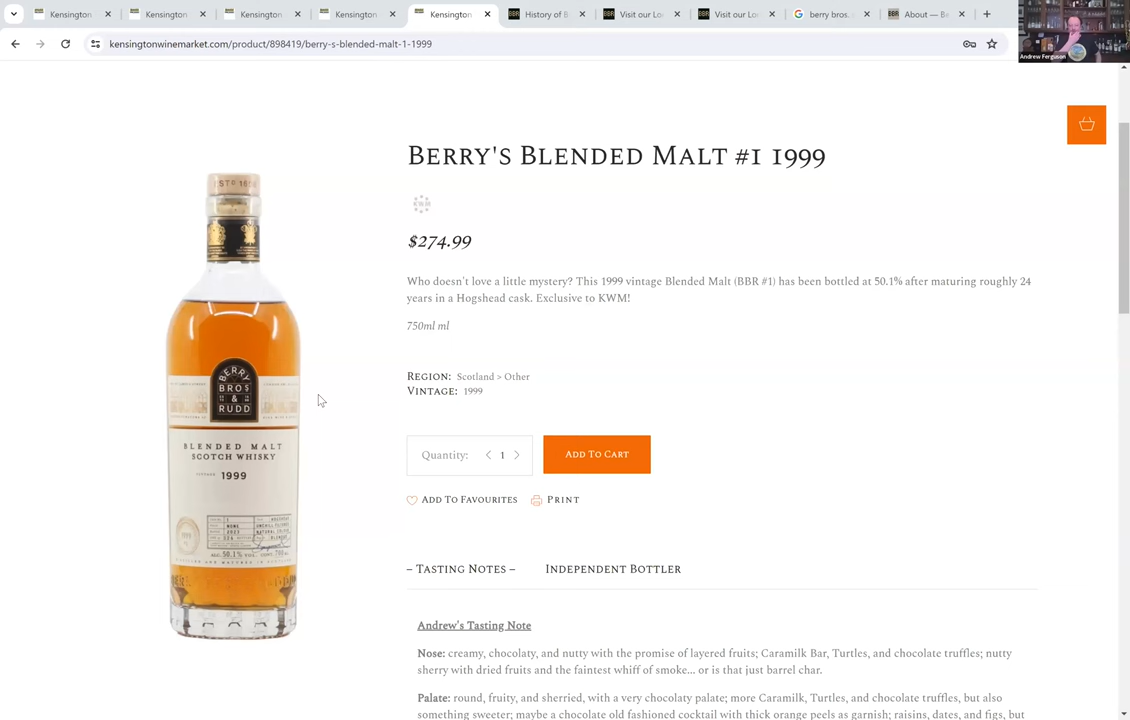 Kensington
Kensington
Kensington
Kensington
Kensington
History of B
Visit our Lo
Visit our Lo
berry bros.
About — B
kensingtonwinemarket.com/product/898419/berry-s-blended-malt-1-1999
Andrew Ferguson
Berry's Blended Malt #1 1999
KWM
$274.99
Who doesn't love a little mystery? This 1999 vintage Blended Malt (BBR #1) has been bottled at 50.1% after maturing roughly 24
years in a Hogshead cask. Exclusive to KWM!
750ml ml
Region: Scotland > Other
Vintage: 1999
Quantity: 1
Add To Cart
Add To Favourites
Print
– Tasting Notes –
Independent Bottler
Andrew's Tasting Note
Nose: creamy, chocolaty, and nutty with the promise of layered fruits; Caramilk Bar, Turtles, and chocolate truffles; nutty
sherry with dried fruits and the faintest whiff of smoke... or is that just barrel char.
Palate: round, fruity, and sherried, with a very chocolaty palate; more Caramilk, Turtles, and chocolate truffles, but also
something sweeter; maybe a chocolate old fashioned cocktail with thick orange peels as garnish; raisins, dates, and figs, but
BERRY
BROS
&
RUDD
BLENDED MALT
SCOTCH WHISKY
VINTAGE 1999
50.1%